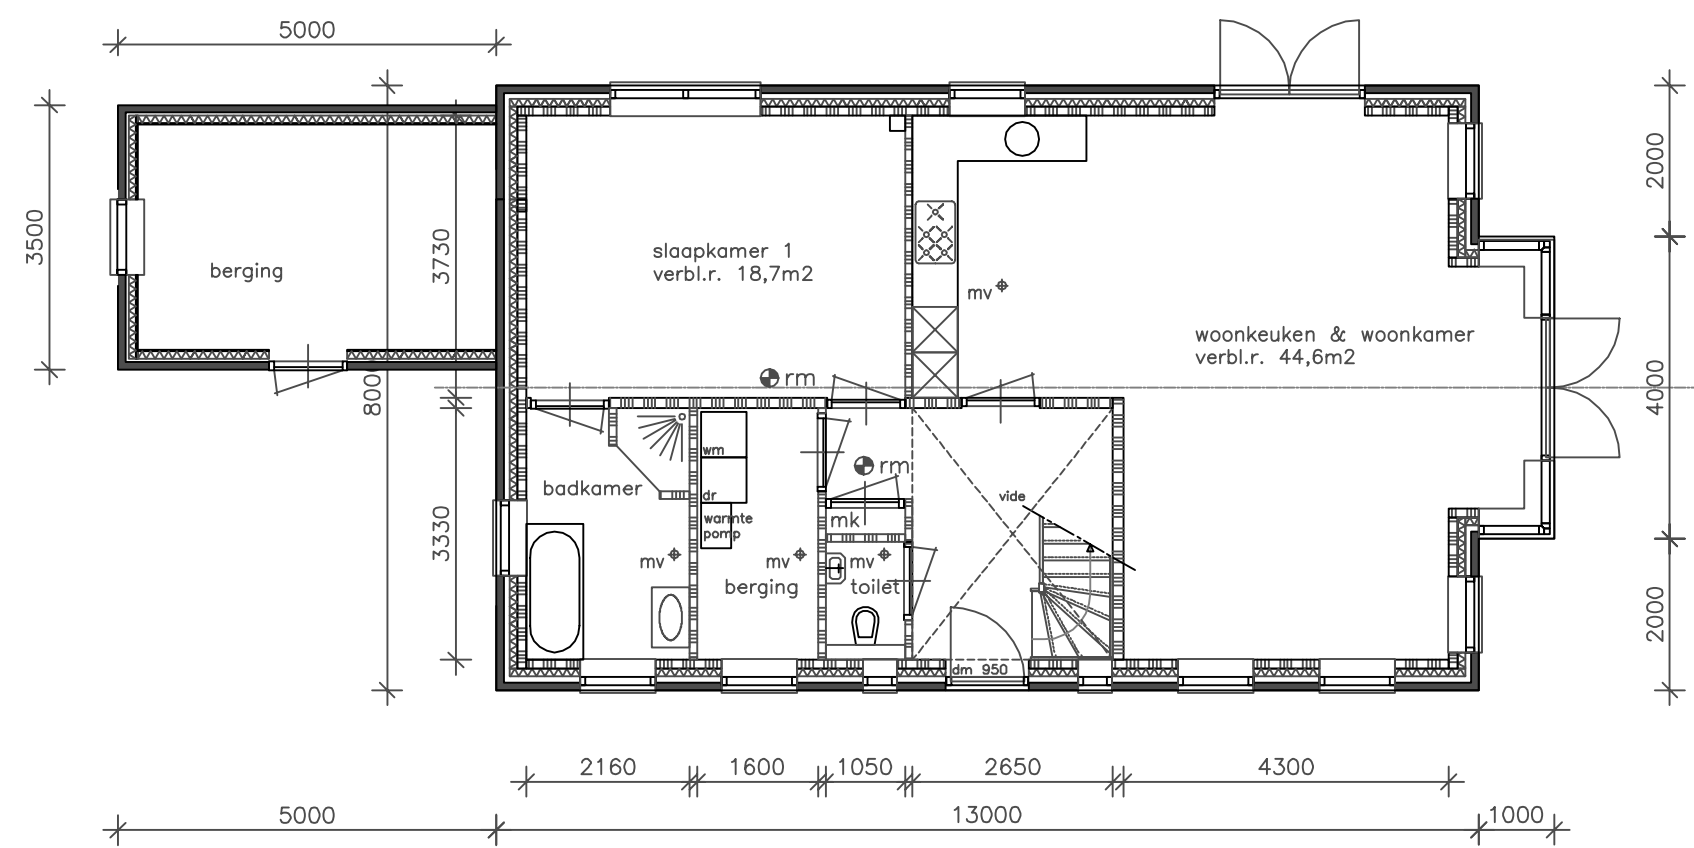 5000
2000
3500
3730
slaapkamer 1
verbl.r. 18,7m2
berging
mv
woonkeuken & woonkamer
verbl.r. 44,6m2
8000
rm
4000
wm
rm
badkamer
dr
vide
warmte
pomp
mk
3330
mv
mv
mv
berging
toilet
2000
dm 950
2160
1600
1050
2650
4300
5000
13000
1000